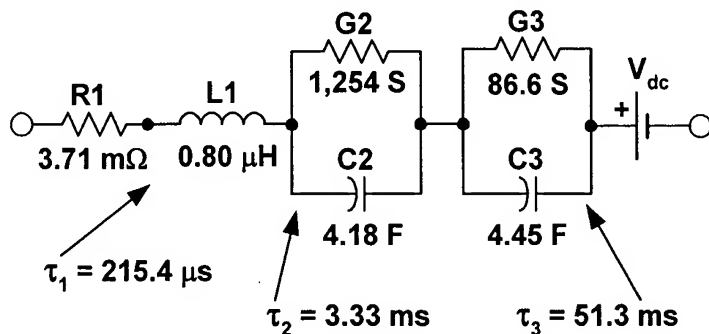 G2
1,254 S
G3
86.6 S
V_dc
+
R1
3.71 mΩ
L1
0.80 μH
C2
4.18 F
C3
4.45 F
τ₁ = 215.4 μs
τ₂ = 3.33 ms
τ₃ = 51.3 ms